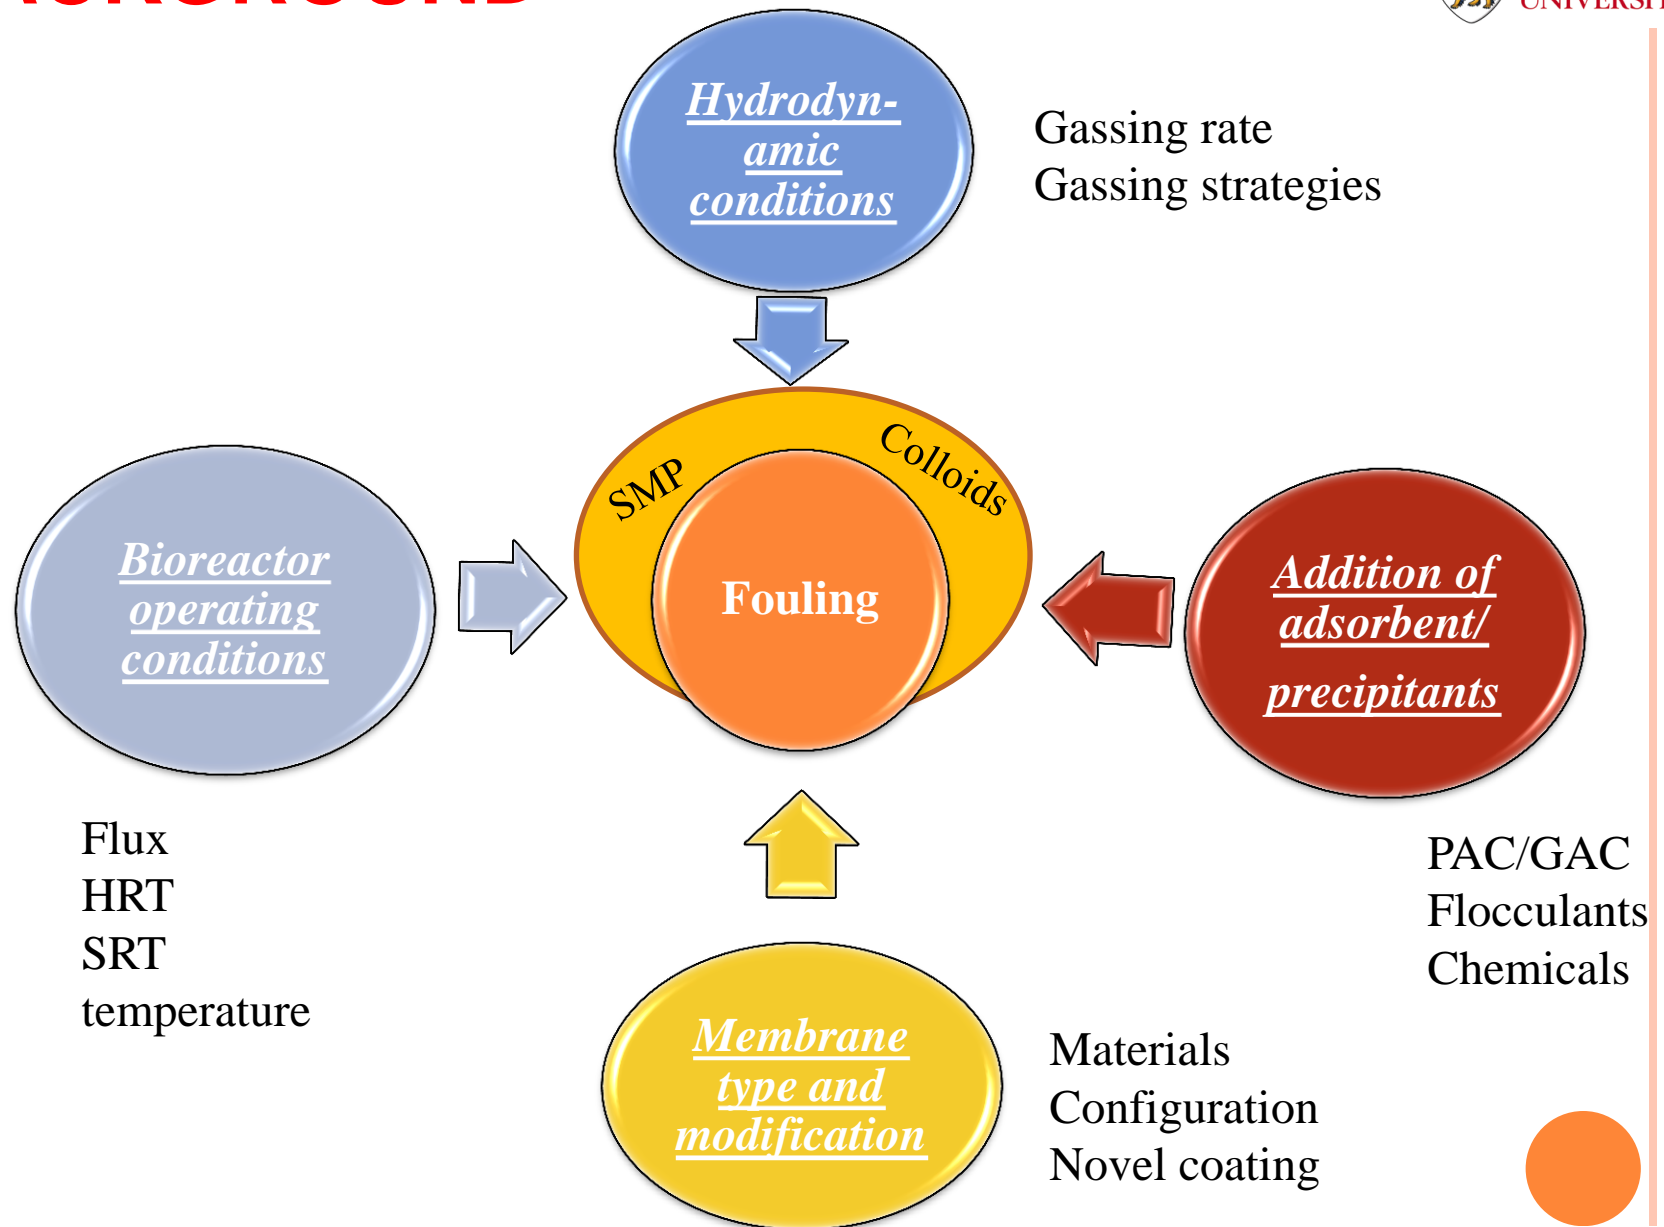 Hydrodyn-
amic
conditions
Gassing rate
Gassing strategies
SMP
Colloids
Fouling
Bioreactor
operating
conditions
Addition of
adsorbent/
precipitants
Flux
HRT
SRT
temperature
PAC/GAC
Flocculants
Chemicals
Membrane
type and
modification
Materials
Configuration
Novel coating